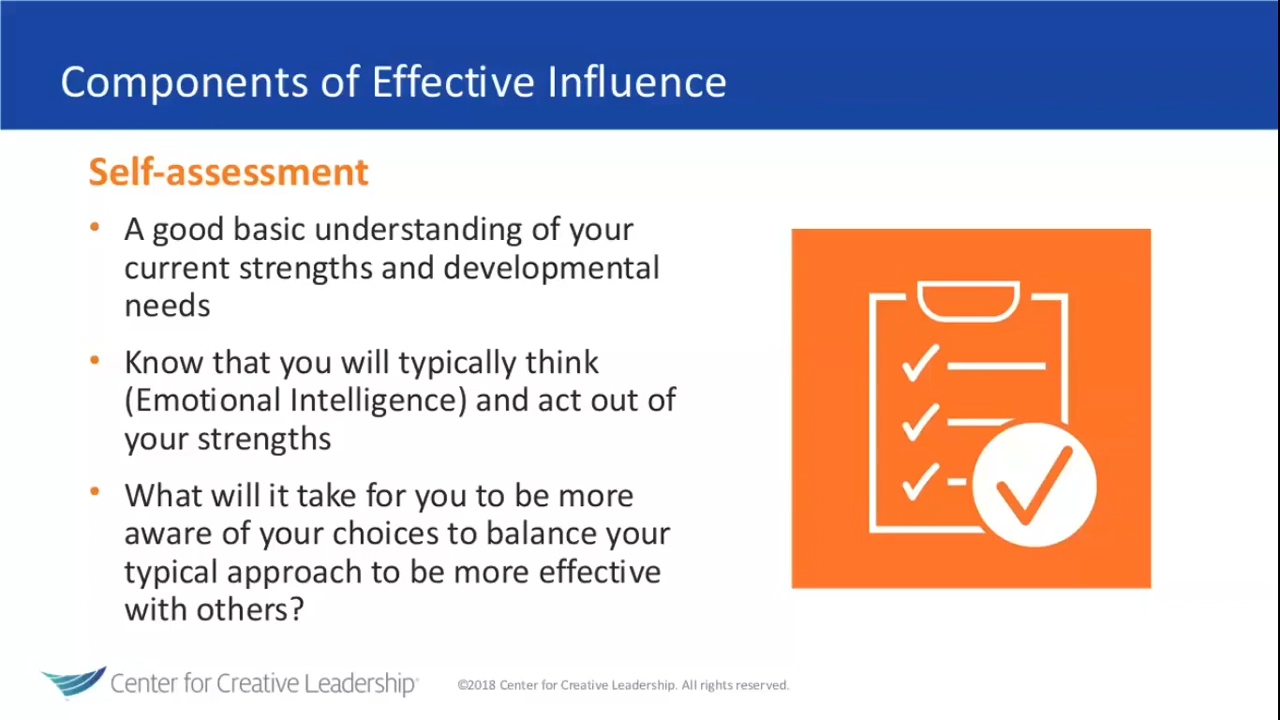 Components of Effective Influence
Self-assessment
• A good basic understanding of your
current strengths and developmental
needs
• Know that you will typically think
(Emotional Intelligence) and act out of
your strengths
• What will it take for you to be more
aware of your choices to balance your
typical approach to be more effective
with others?
Center for Creative Leadership®
©2018 Center for Creative Leadership. All rights reserved.